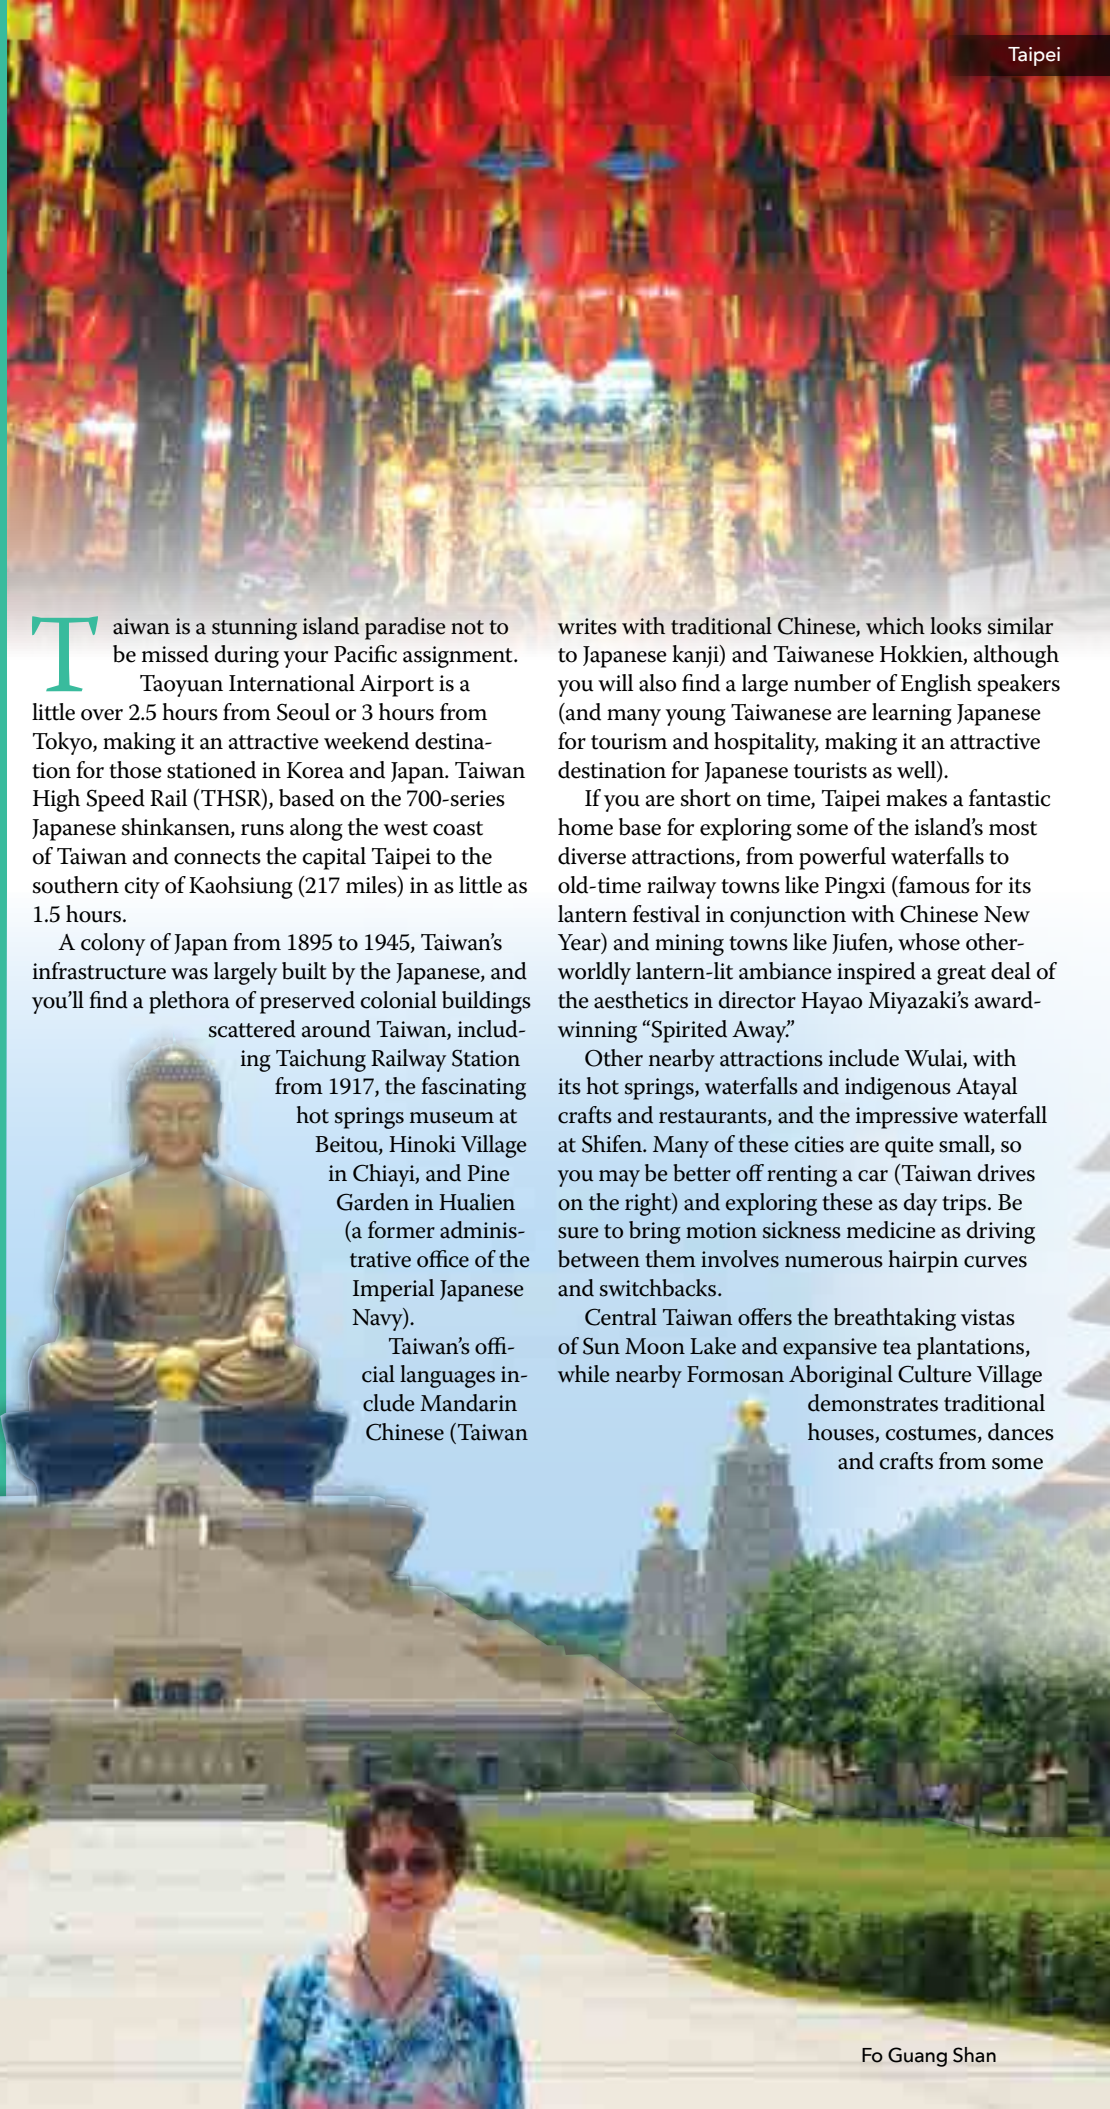 Taipei
Taiwan is a stunning island paradise not to
be missed during your Pacific assignment.
Taoyuan International Airport is a
little over 2.5 hours from Seoul or 3 hours from
Tokyo, making it an attractive weekend destina-
tion for those stationed in Korea and Japan. Taiwan
High Speed Rail (THSR), based on the 700-series
Japanese shinkansen, runs along the west coast
of Taiwan and connects the capital Taipei to the
southern city of Kaohsiung (217 miles) in as little as
1.5 hours.
A colony of Japan from 1895 to 1945, Taiwan’s
infrastructure was largely built by the Japanese, and
you’ll find a plethora of preserved colonial buildings
scattered around Taiwan, includ-
ing Taichung Railway Station
from 1917, the fascinating
hot springs museum at
Beitou, Hinoki Village
in Chiayi, and Pine
Garden in Hualien
(a former adminis-
trative office of the
Imperial Japanese
Navy).
Taiwan’s offi-
cial languages in-
clude Mandarin
Chinese (Taiwan
writes with traditional Chinese, which looks similar
to Japanese kanji) and Taiwanese Hokkien, although
you will also find a large number of English speakers
(and many young Taiwanese are learning Japanese
for tourism and hospitality, making it an attractive
destination for Japanese tourists as well).
If you are short on time, Taipei makes a fantastic
home base for exploring some of the island’s most
diverse attractions, from powerful waterfalls to
old-time railway towns like Pingxi (famous for its
lantern festival in conjunction with Chinese New
Year) and mining towns like Jiufen, whose other-
worldly lantern-lit ambiance inspired a great deal of
the aesthetics in director Hayao Miyazaki’s award-
winning “Spirited Away.”
Other nearby attractions include Wulai, with
its hot springs, waterfalls and indigenous Atayal
crafts and restaurants, and the impressive waterfall
at Shifen. Many of these cities are quite small, so
you may be better off renting a car (Taiwan drives
on the right) and exploring these as day trips. Be
sure to bring motion sickness medicine as driving
between them involves numerous hairpin curves
and switchbacks.
Central Taiwan offers the breathtaking vistas
of Sun Moon Lake and expansive tea plantations,
while nearby Formosan Aboriginal Culture Village
demonstrates traditional
houses, costumes, dances
and crafts from some
Fo Guang Shan